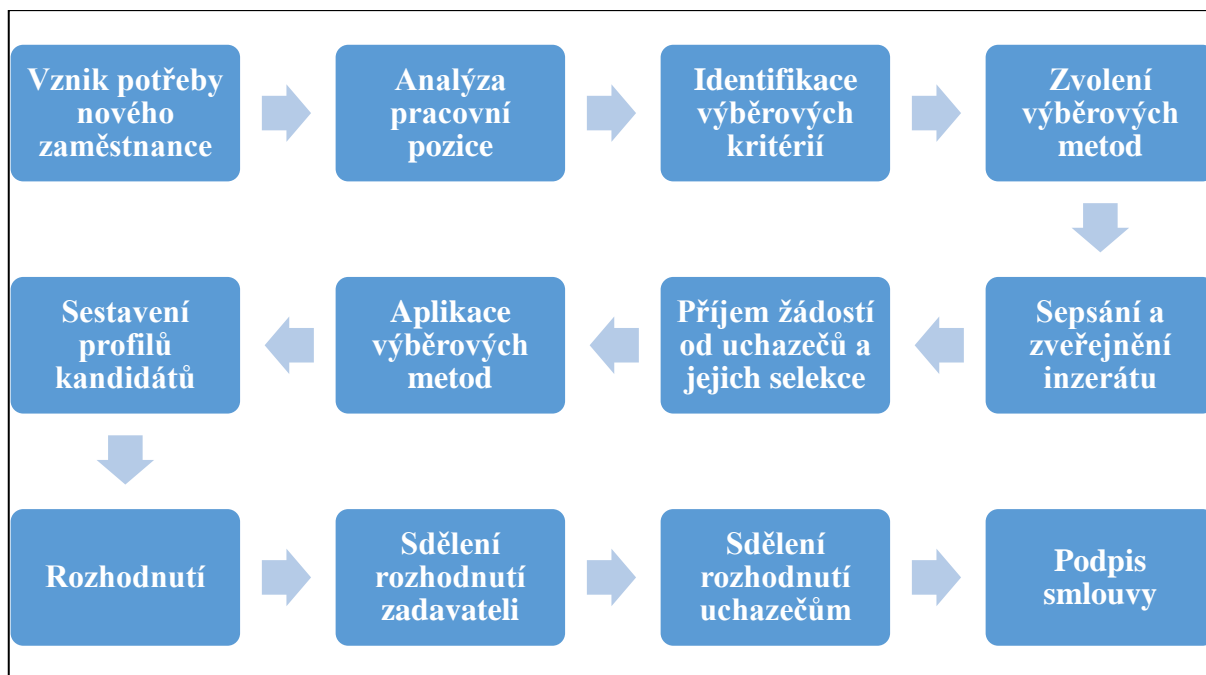 Vznik potřeby
nového
zaměstnance
Analýza
pracovní
pozice
Identifikace
výběrových
kritérií
Zvolení
výběrových
metod
Sepsání a
zveřejnění
inzerátu
Příjem žádostí
od uchazečů a
jejich selekce
Aplikace
výběrových
metod
Sestavení
profilů
kandidátů
Rozhodnutí
Sdělení
rozhodnutí
zadavateli
Sdělení
rozhodnutí
uchazečům
Podpis
smlouvy